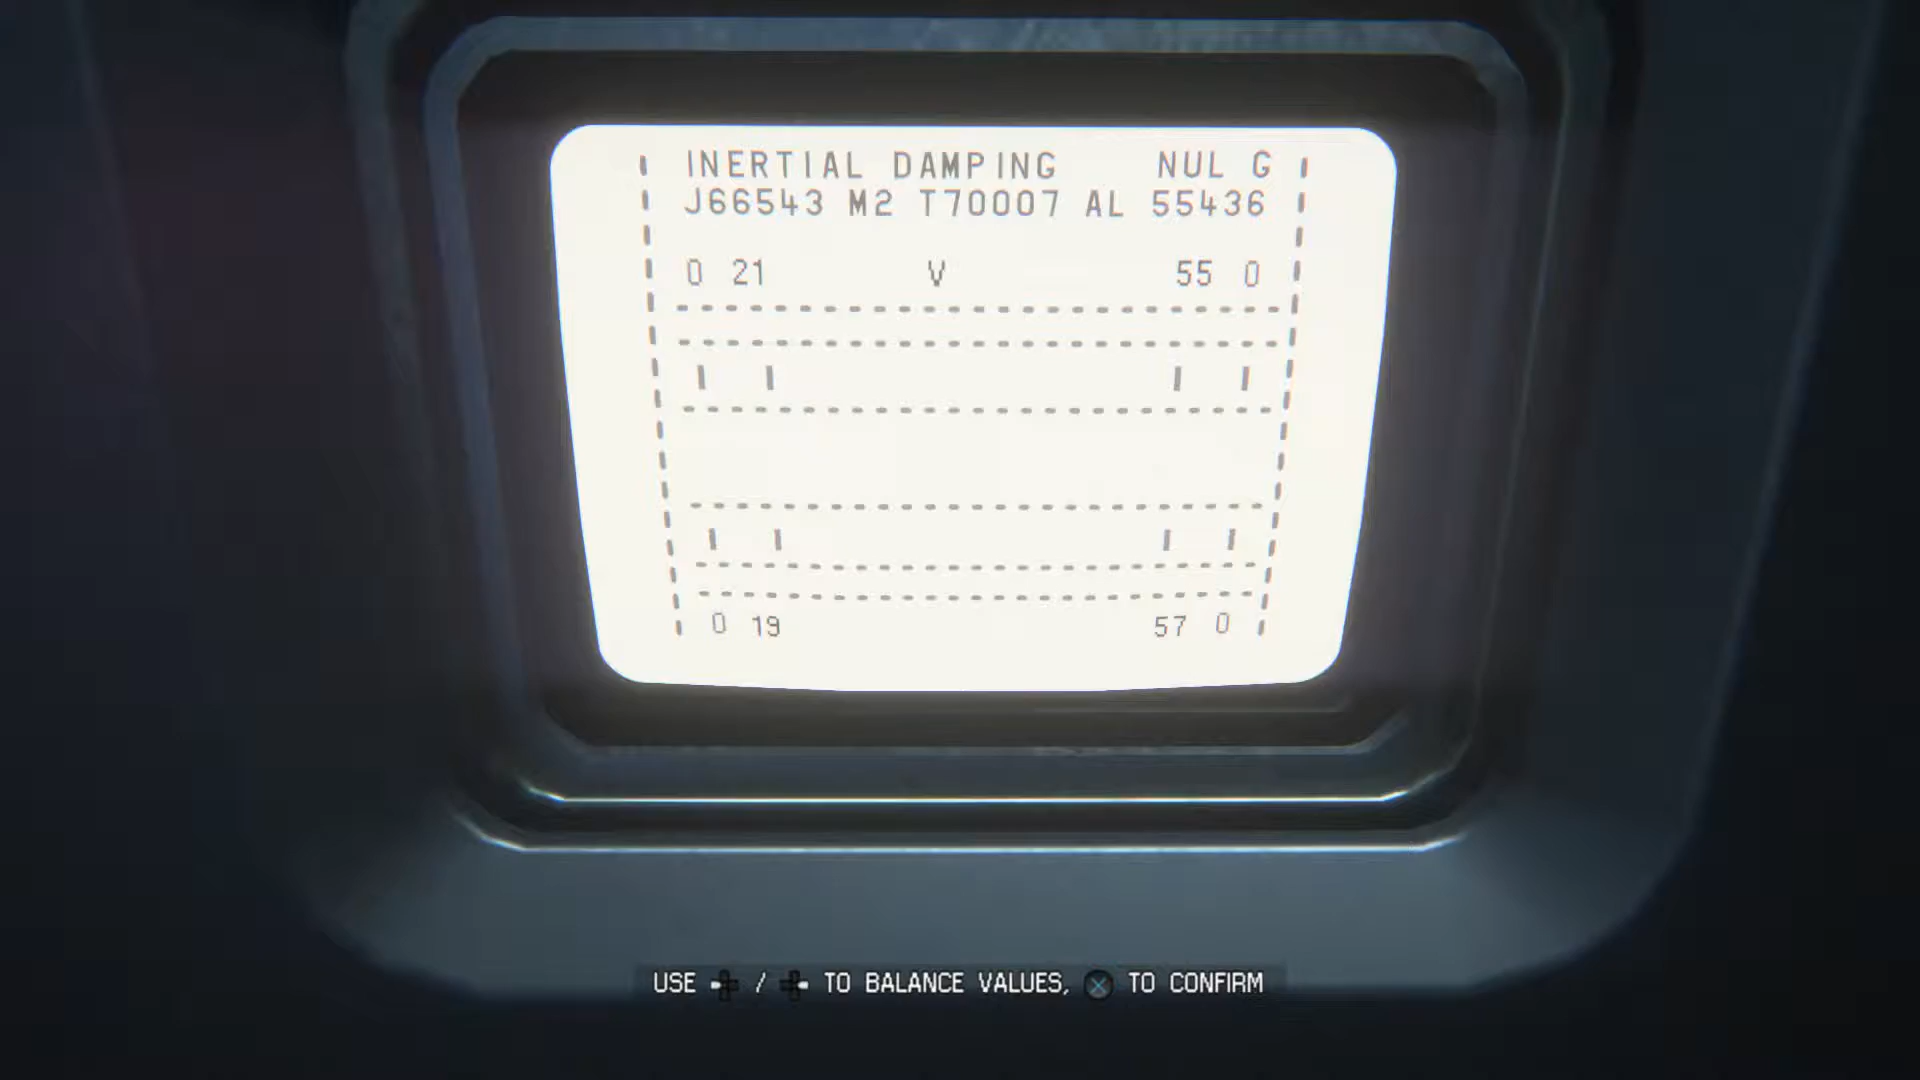 INERTIAL DAMPING NUL G
J66543 M2 T70007 AL 55436
0 21 V 55 0
0 19 57 0
USE / TO BALANCE VALUES, TO CONFIRM